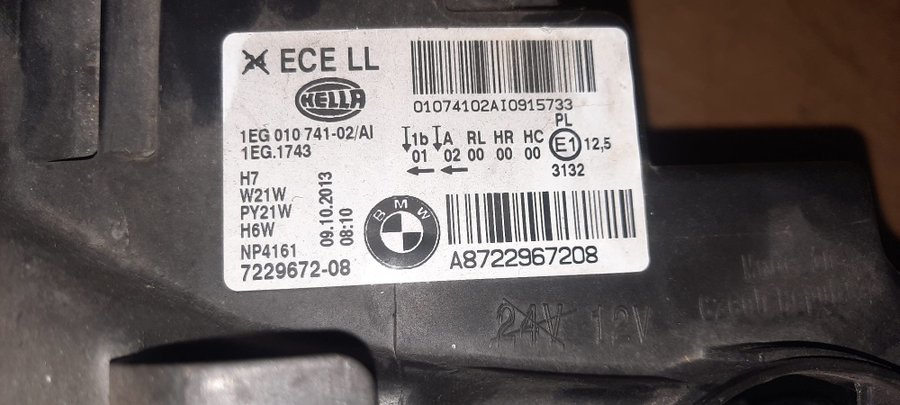 ECE LL
HELLA
1EG 010 741-02/AI
1EG.1743
H7
W21W
PY21W
H6W
NP4161
7229672-08
09.10.2013
08:10
01074102AI0915733
PL
1b A RL HR HC E1 12,5
01 02 00 00 00
3132
BMW
A8722967208
24V 12V